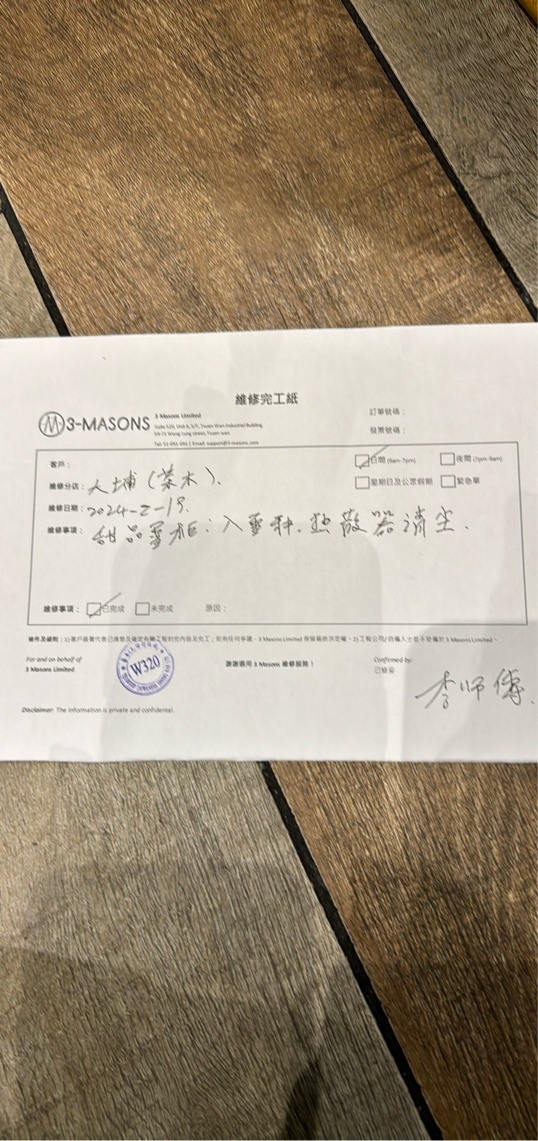 維修完工紙
3-MASONS
3 Masons Limited
訂單號碼：
發票號碼：
客戶：
日間 (9am-7pm)
夜間 (7pm-9am)
維修分店：大埔（菜木）.
星期日及公眾假期
緊急單
維修日期：2024-2-19.
維修事項：甜品雪柜：入雪种. 热散器清尘.
維修事項：
已完成
未完成
原因：
For and on behalf of
3 Masons Limited
W320
謝謝選用 3 Masons 維修服務！
Confirmed by:
李师傅.
Disclaimer: The information is private and confidential.